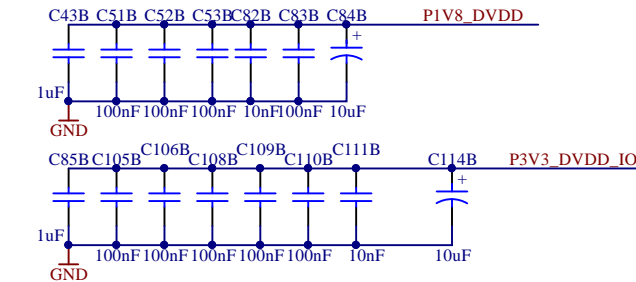 C43B C51B C52B C53B C82B C83B C84B P1V8_DVDD
+
1uF 100nF 100nF 100nF 10nF 100nF 10uF
GND
C85B C105B C106B C108B C109B C110B C111B C114B P3V3_DVDD_IO
+
1uF 100nF 100nF 100nF 100nF 100nF 10nF 10uF
GND